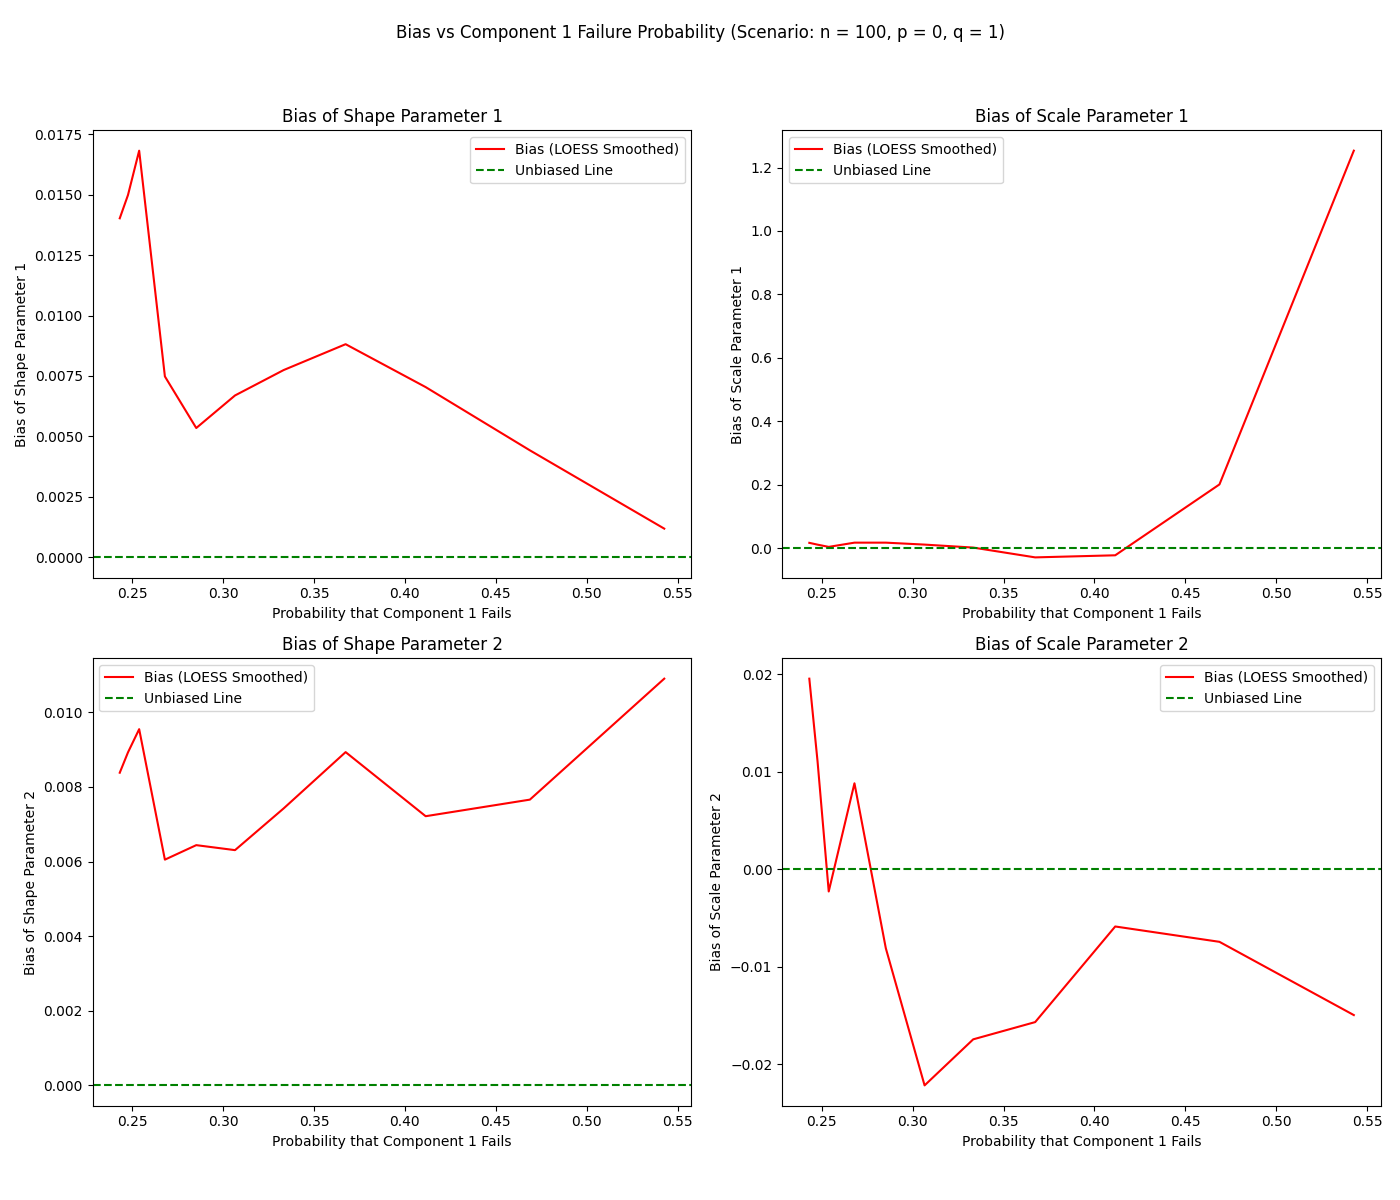 Bias vs Component 1 Failure Probability (Scenario: n = 100, p = 0, q = 1)
Bias of Shape Parameter 1
Bias (LOESS Smoothed)
Unbiased Line
0.0175
0.0150
0.0125
0.0100
0.0075
0.0050
0.0025
0.0000
Bias of Shape Parameter 1
0.25 0.30 0.35 0.40 0.45 0.50 0.55
Probability that Component 1 Fails
Bias of Scale Parameter 1
Bias (LOESS Smoothed)
Unbiased Line
1.2
1.0
0.8
0.6
0.4
0.2
0.0
Bias of Scale Parameter 1
0.25 0.30 0.35 0.40 0.45 0.50 0.55
Probability that Component 1 Fails
Bias of Shape Parameter 2
Bias (LOESS Smoothed)
Unbiased Line
0.010
0.008
0.006
0.004
0.002
0.000
Bias of Shape Parameter 2
0.25 0.30 0.35 0.40 0.45 0.50 0.55
Probability that Component 1 Fails
Bias of Scale Parameter 2
Bias (LOESS Smoothed)
Unbiased Line
0.02
0.01
0.00
−0.01
−0.02
Bias of Scale Parameter 2
0.25 0.30 0.35 0.40 0.45 0.50 0.55
Probability that Component 1 Fails